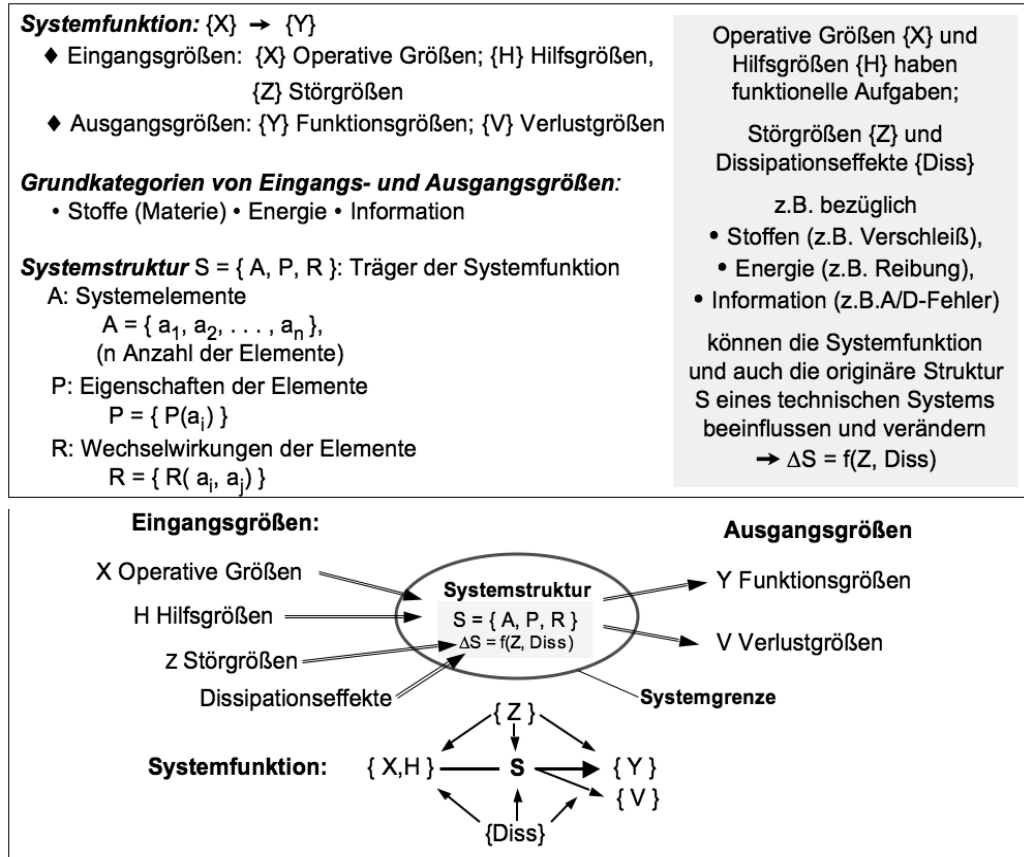 Systemfunktion: {X} → {Y}
♦ Eingangsgrößen: {X} Operative Größen; {H} Hilfsgrößen,
{Z} Störgrößen
♦ Ausgangsgrößen: {Y} Funktionsgrößen; {V} Verlustgrößen
Grundkategorien von Eingangs- und Ausgangsgrößen:
• Stoffe (Materie) • Energie • Information
Systemstruktur S = { A, P, R }: Träger der Systemfunktion
A: Systemelemente
A = { a₁, a₂, . . . , aₙ },
(n Anzahl der Elemente)
P: Eigenschaften der Elemente
P = { P(aᵢ) }
R: Wechselwirkungen der Elemente
R = { R( aᵢ, aⱼ) }
Operative Größen {X} und
Hilfsgrößen {H} haben
funktionelle Aufgaben;
Störgrößen {Z} und
Dissipationseffekte {Diss}
z.B. bezüglich
• Stoffen (z.B. Verschleiß),
• Energie (z.B. Reibung),
• Information (z.B.A/D-Fehler)
können die Systemfunktion
und auch die originäre Struktur
S eines technischen Systems
beeinflussen und verändern
→ ΔS = f(Z, Diss)
Eingangsgrößen:
X Operative Größen
H Hilfsgrößen
Z Störgrößen
Dissipationseffekte
Systemstruktur
S = { A, P, R }
ΔS = f(Z, Diss)
Ausgangsgrößen
Y Funktionsgrößen
V Verlustgrößen
Systemgrenze
{ Z }
Systemfunktion: { X,H } S { Y }
{ V }
{Diss}